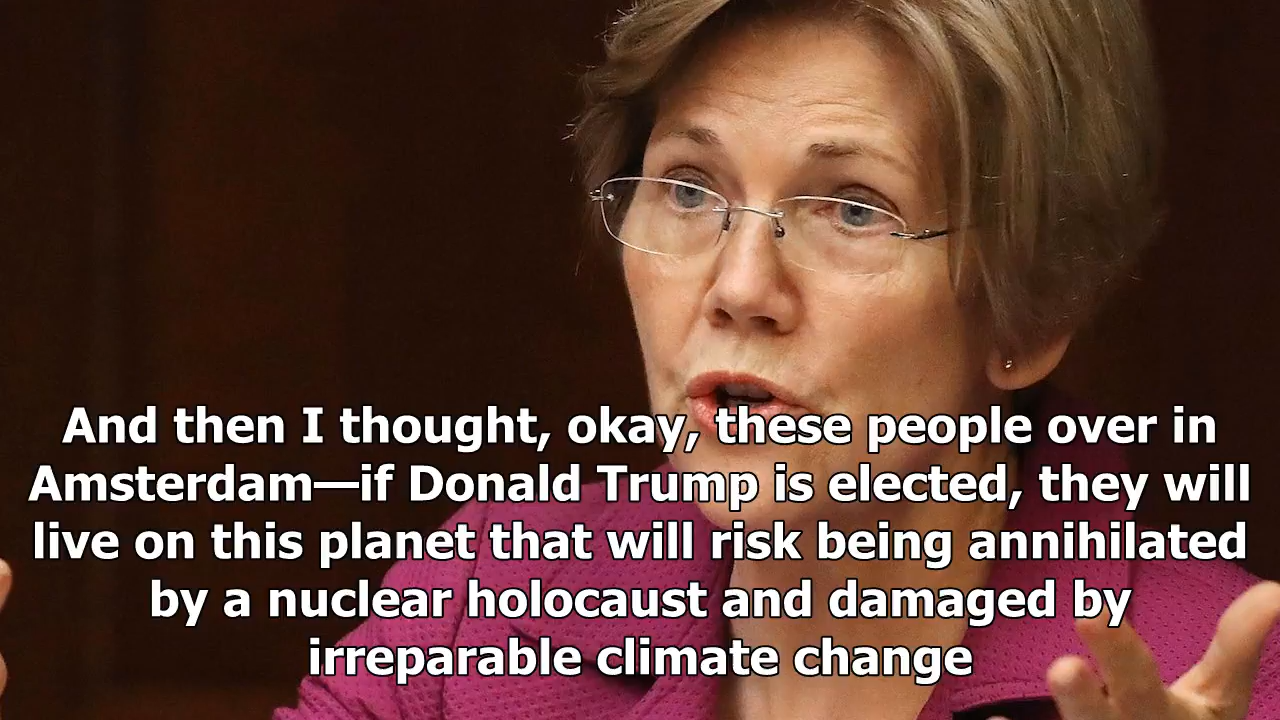 And then I thought, okay, these people over in
Amsterdam—if Donald Trump is elected, they will
live on this planet that will risk being annihilated
by a nuclear holocaust and damaged by
irreparable climate change